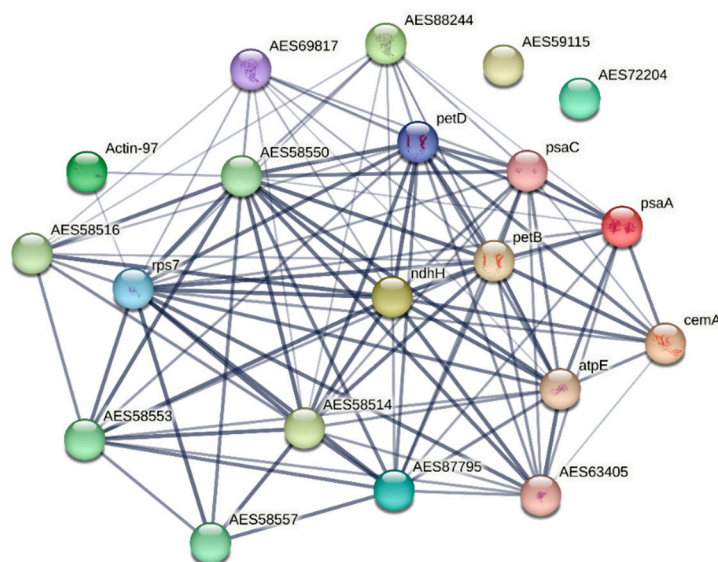 AES88244
AES69817
AES59115
AES72204
petD
Actin-97
AES58550
psaC
psaA
AES58516
petB
rps7
ndhH
cemA
atpE
AES58553
AES58514
AES87795
AES63405
AES58557